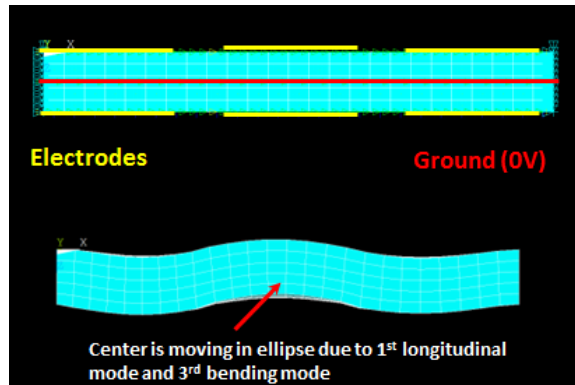 Y X
Electrodes
Ground (0V)
Y X
Center is moving in ellipse due to 1st longitudinal
mode and 3rd bending mode